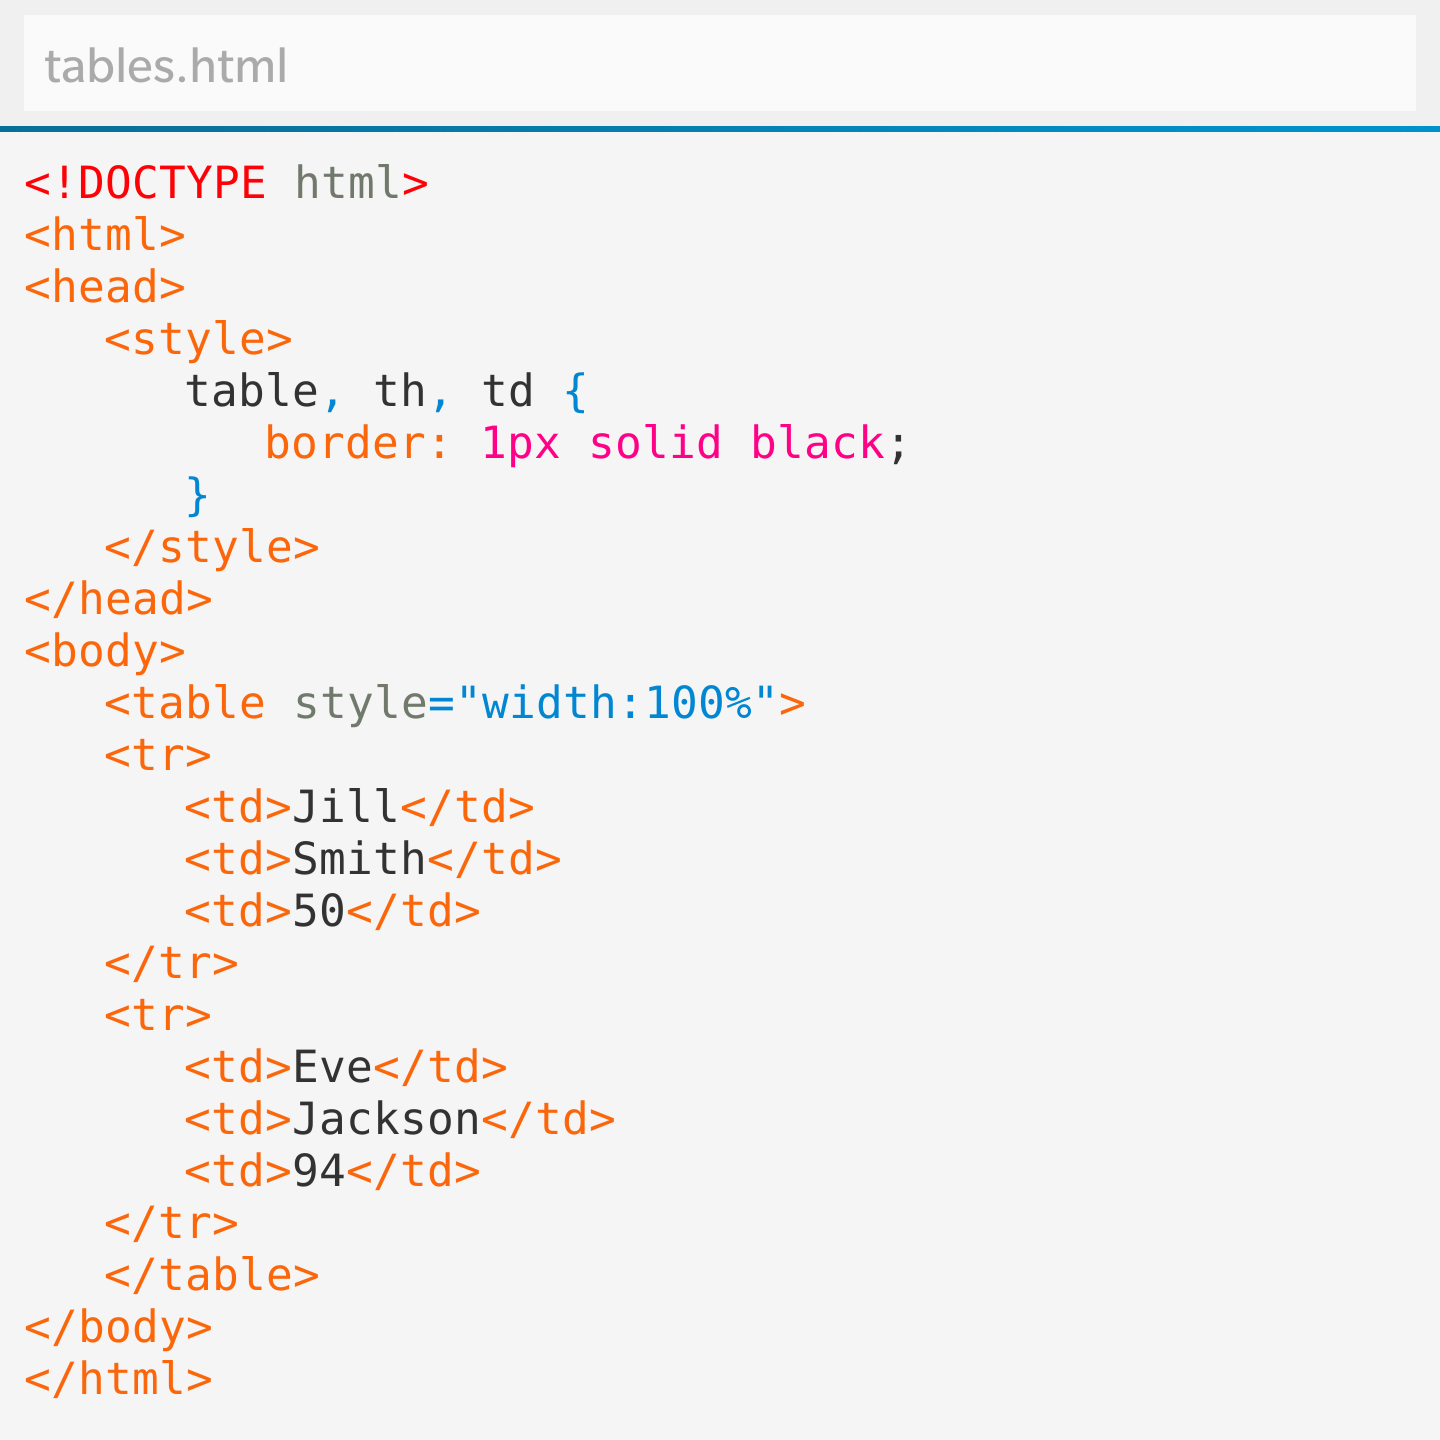 tables.html
<!DOCTYPE html>
<html>
<head>
   <style>
      table, th, td {
         border: 1px solid black;
      }
   </style>
</head>
<body>
   <table style="width:100%">
   <tr>
      <td>Jill</td>
      <td>Smith</td>
      <td>50</td>
   </tr>
   <tr>
      <td>Eve</td>
      <td>Jackson</td>
      <td>94</td>
   </tr>
   </table>
</body>
</html>